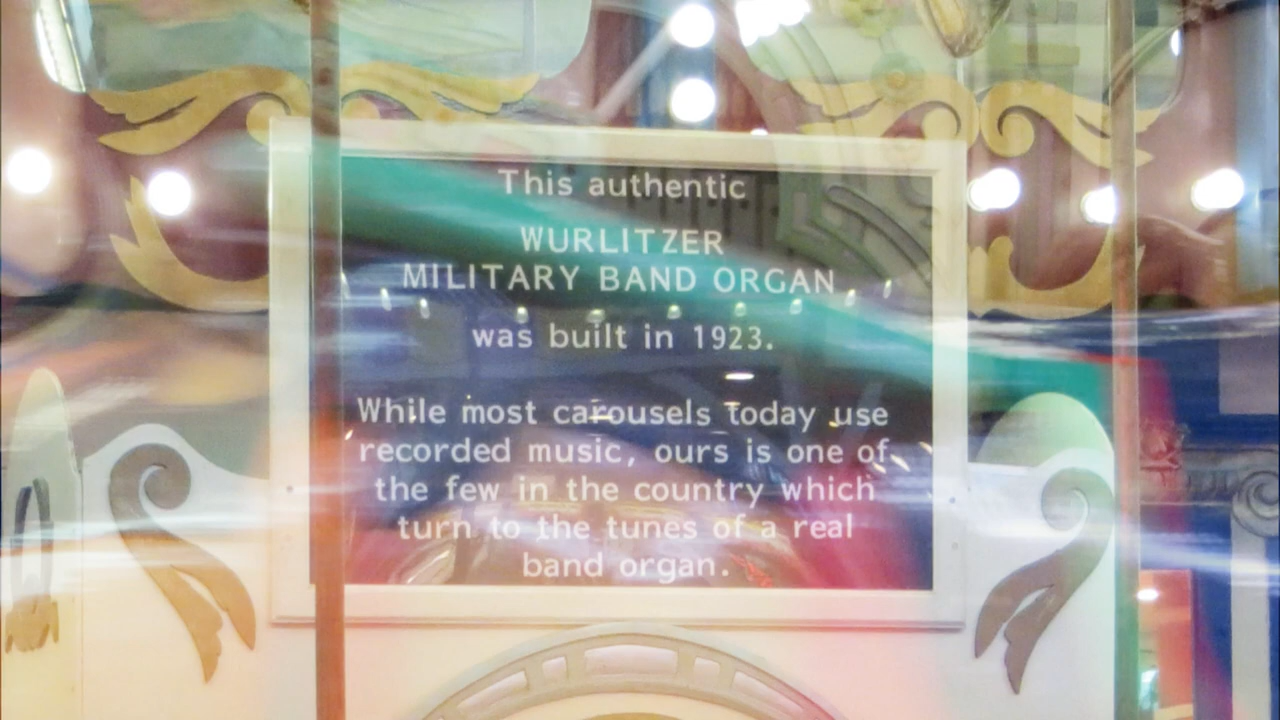 This authentic
WURLITZER
MILITARY BAND ORGAN
was built in 1923.
While most carousels today use
recorded music, ours is one of
the few in the country which
turn to the tunes of a real
band organ.